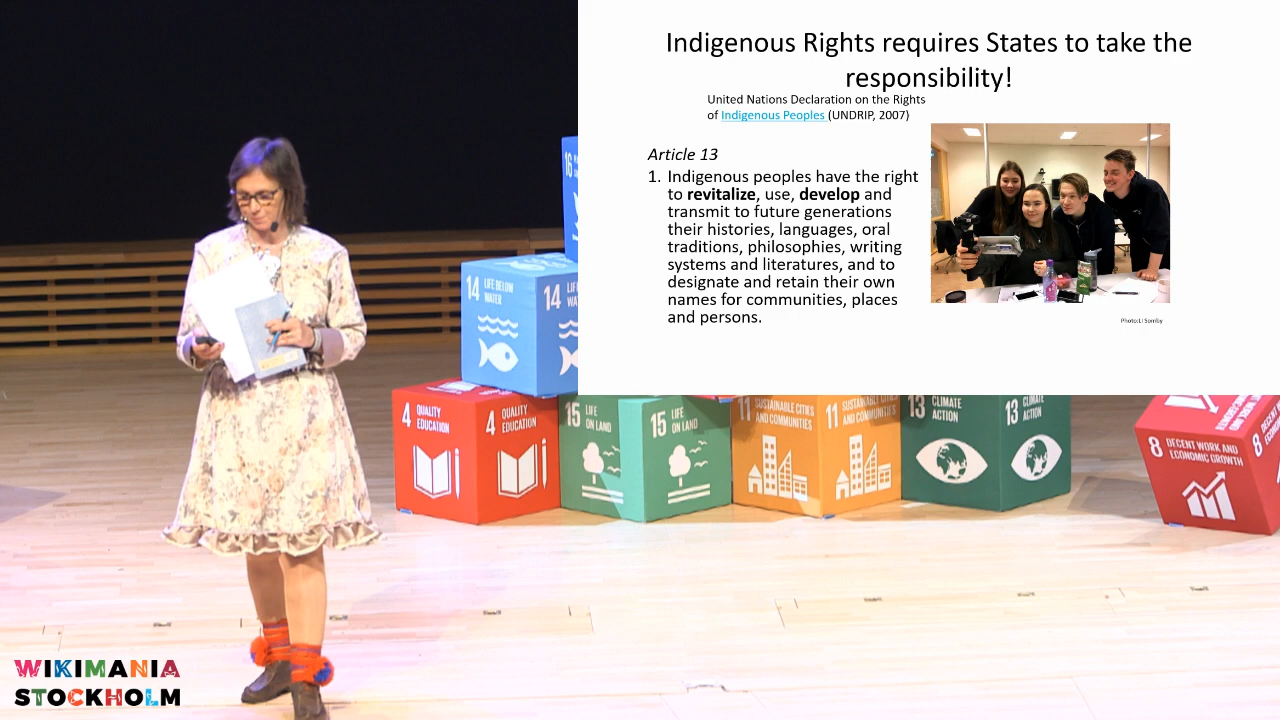 Indigenous Rights requires States to take the
responsibility!
United Nations Declaration on the Rights
of Indigenous Peoples (UNDRIP, 2007)
Article 13
1. Indigenous peoples have the right
to revitalize, use, develop and
transmit to future generations
their histories, languages, oral
traditions, philosophies, writing
systems and literatures, and to
designate and retain their own
names for communities, places
and persons.
Photo:Li Somby
16
14 LIFE BELOW
WATER
14 LIFE
4 QUALITY
EDUCATION
4 QUALITY
EDUCATION
15 LIFE
ON LAND
15 LIFE
ON LAND
11 SUSTAINABLE CITIES
AND COMMUNITIES
11 SUSTAINABLE CITIES
AND COMMUNITIES
13 CLIMATE
ACTION
13 CLIMATE
ACTION
8 DECENT WORK AND
ECONOMIC GROWTH
8
WIKIMANIA
STOCKHOLM